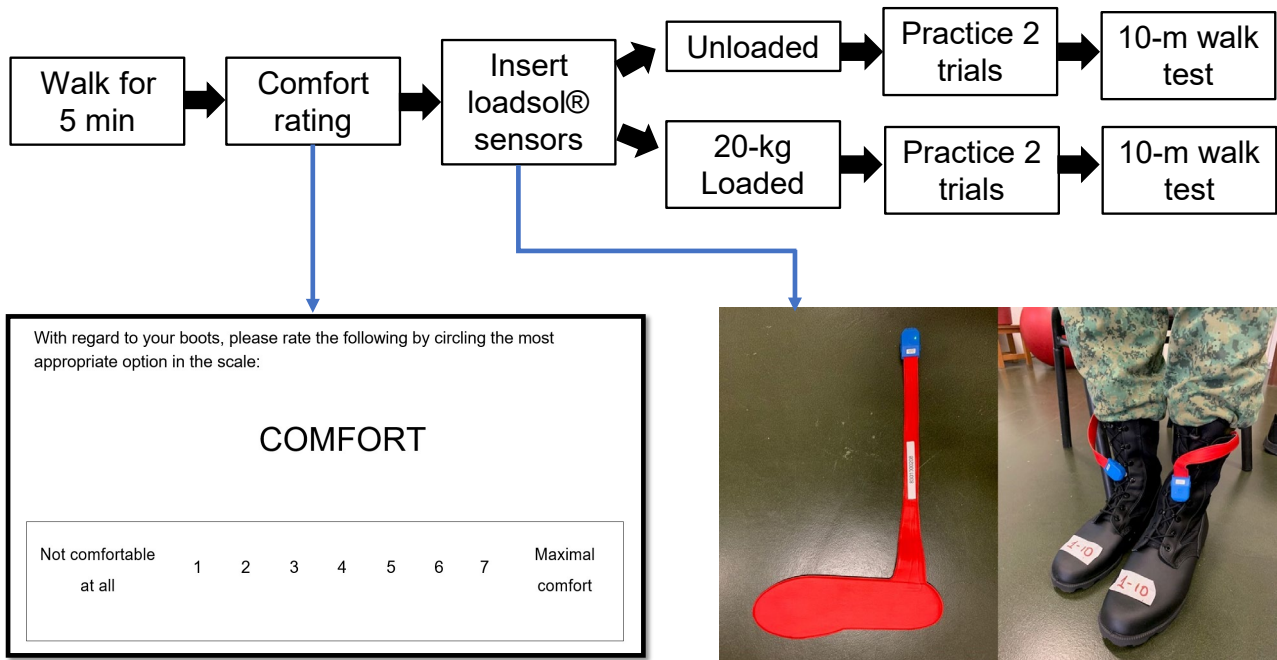 Walk for
5 min
Comfort
rating
Insert
loadsol®
sensors
Unloaded
Practice 2
trials
10-m walk
test
20-kg
Loaded
Practice 2
trials
10-m walk
test
With regard to your boots, please rate the following by circling the most
appropriate option in the scale:
COMFORT
Not comfortable
at all
1 2 3 4 5 6 7
Maximal
comfort
1-10
1-10